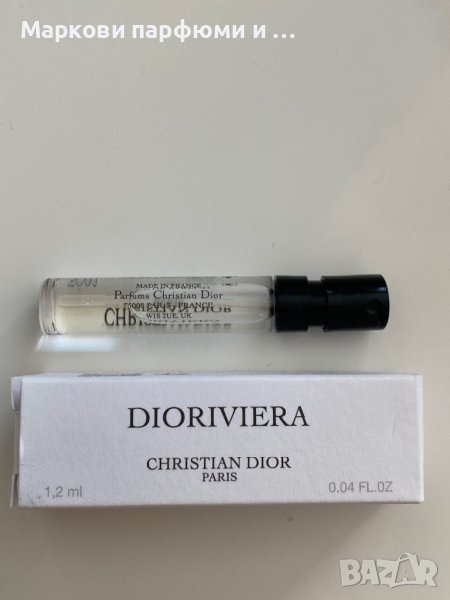 Маркови парфюми и ...
MADE IN FRANCE
Parfums Christian Dior
75008 PARIS - FRANCE
W1S 2UE, UK
DIORIVIERA
CHRISTIAN DIOR
PARIS
1,2 ml
0.04 FL.OZ
BAZAR